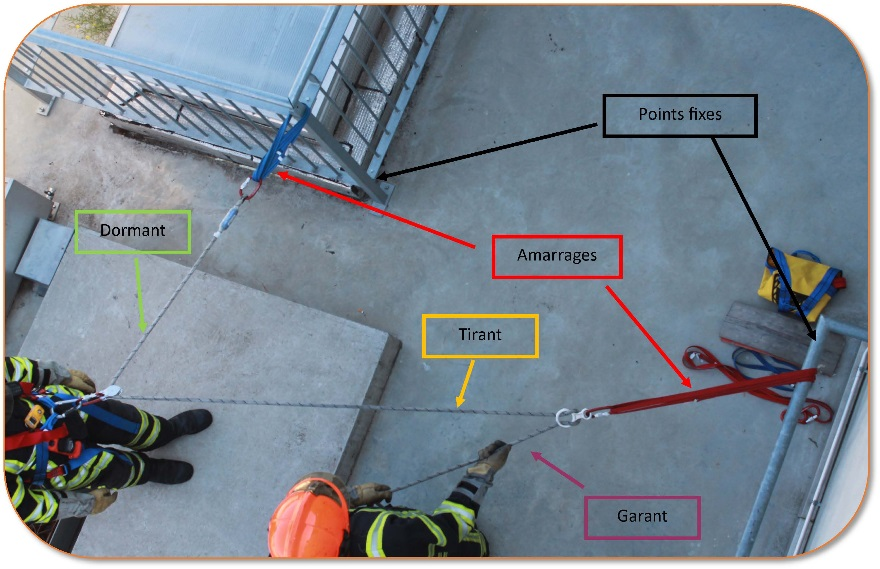 Points fixes
Dormant
Amarrages
Tirant
Garant